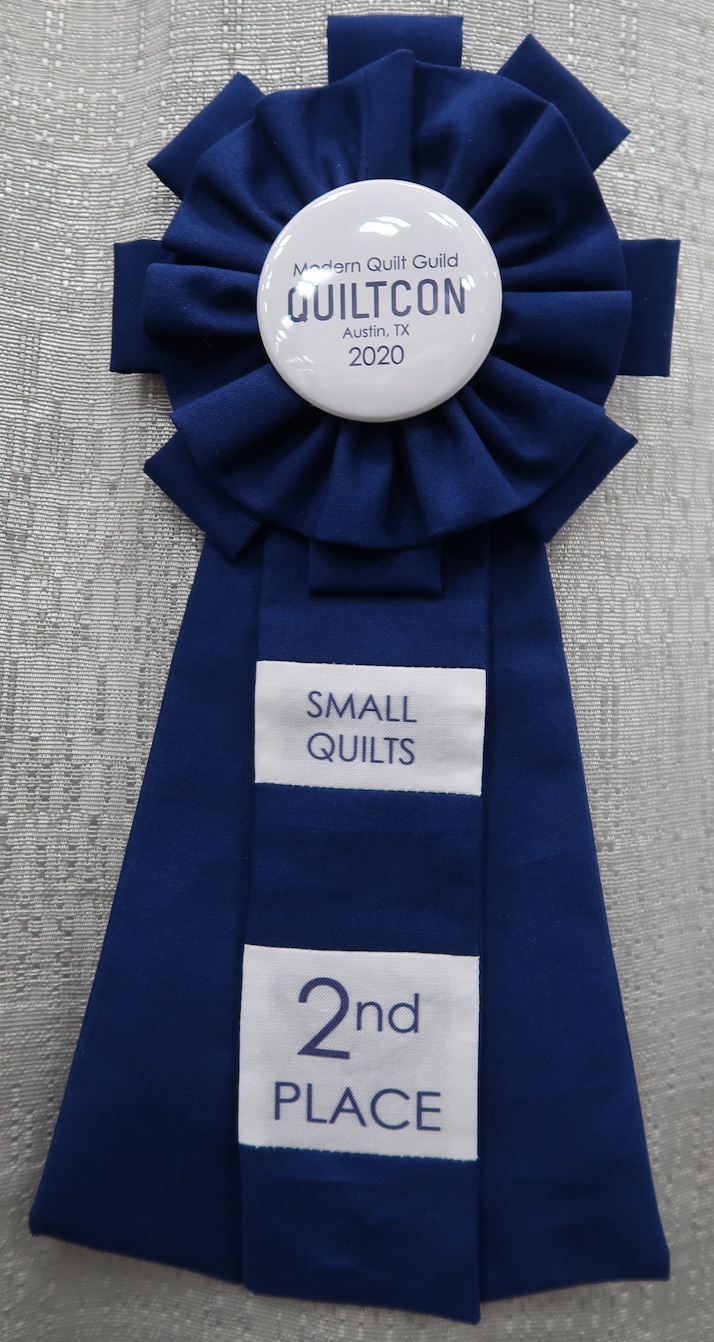 Modern Quilt Guild
QUILTCON
Austin, TX
2020
SMALL
QUILTS
2nd
PLACE